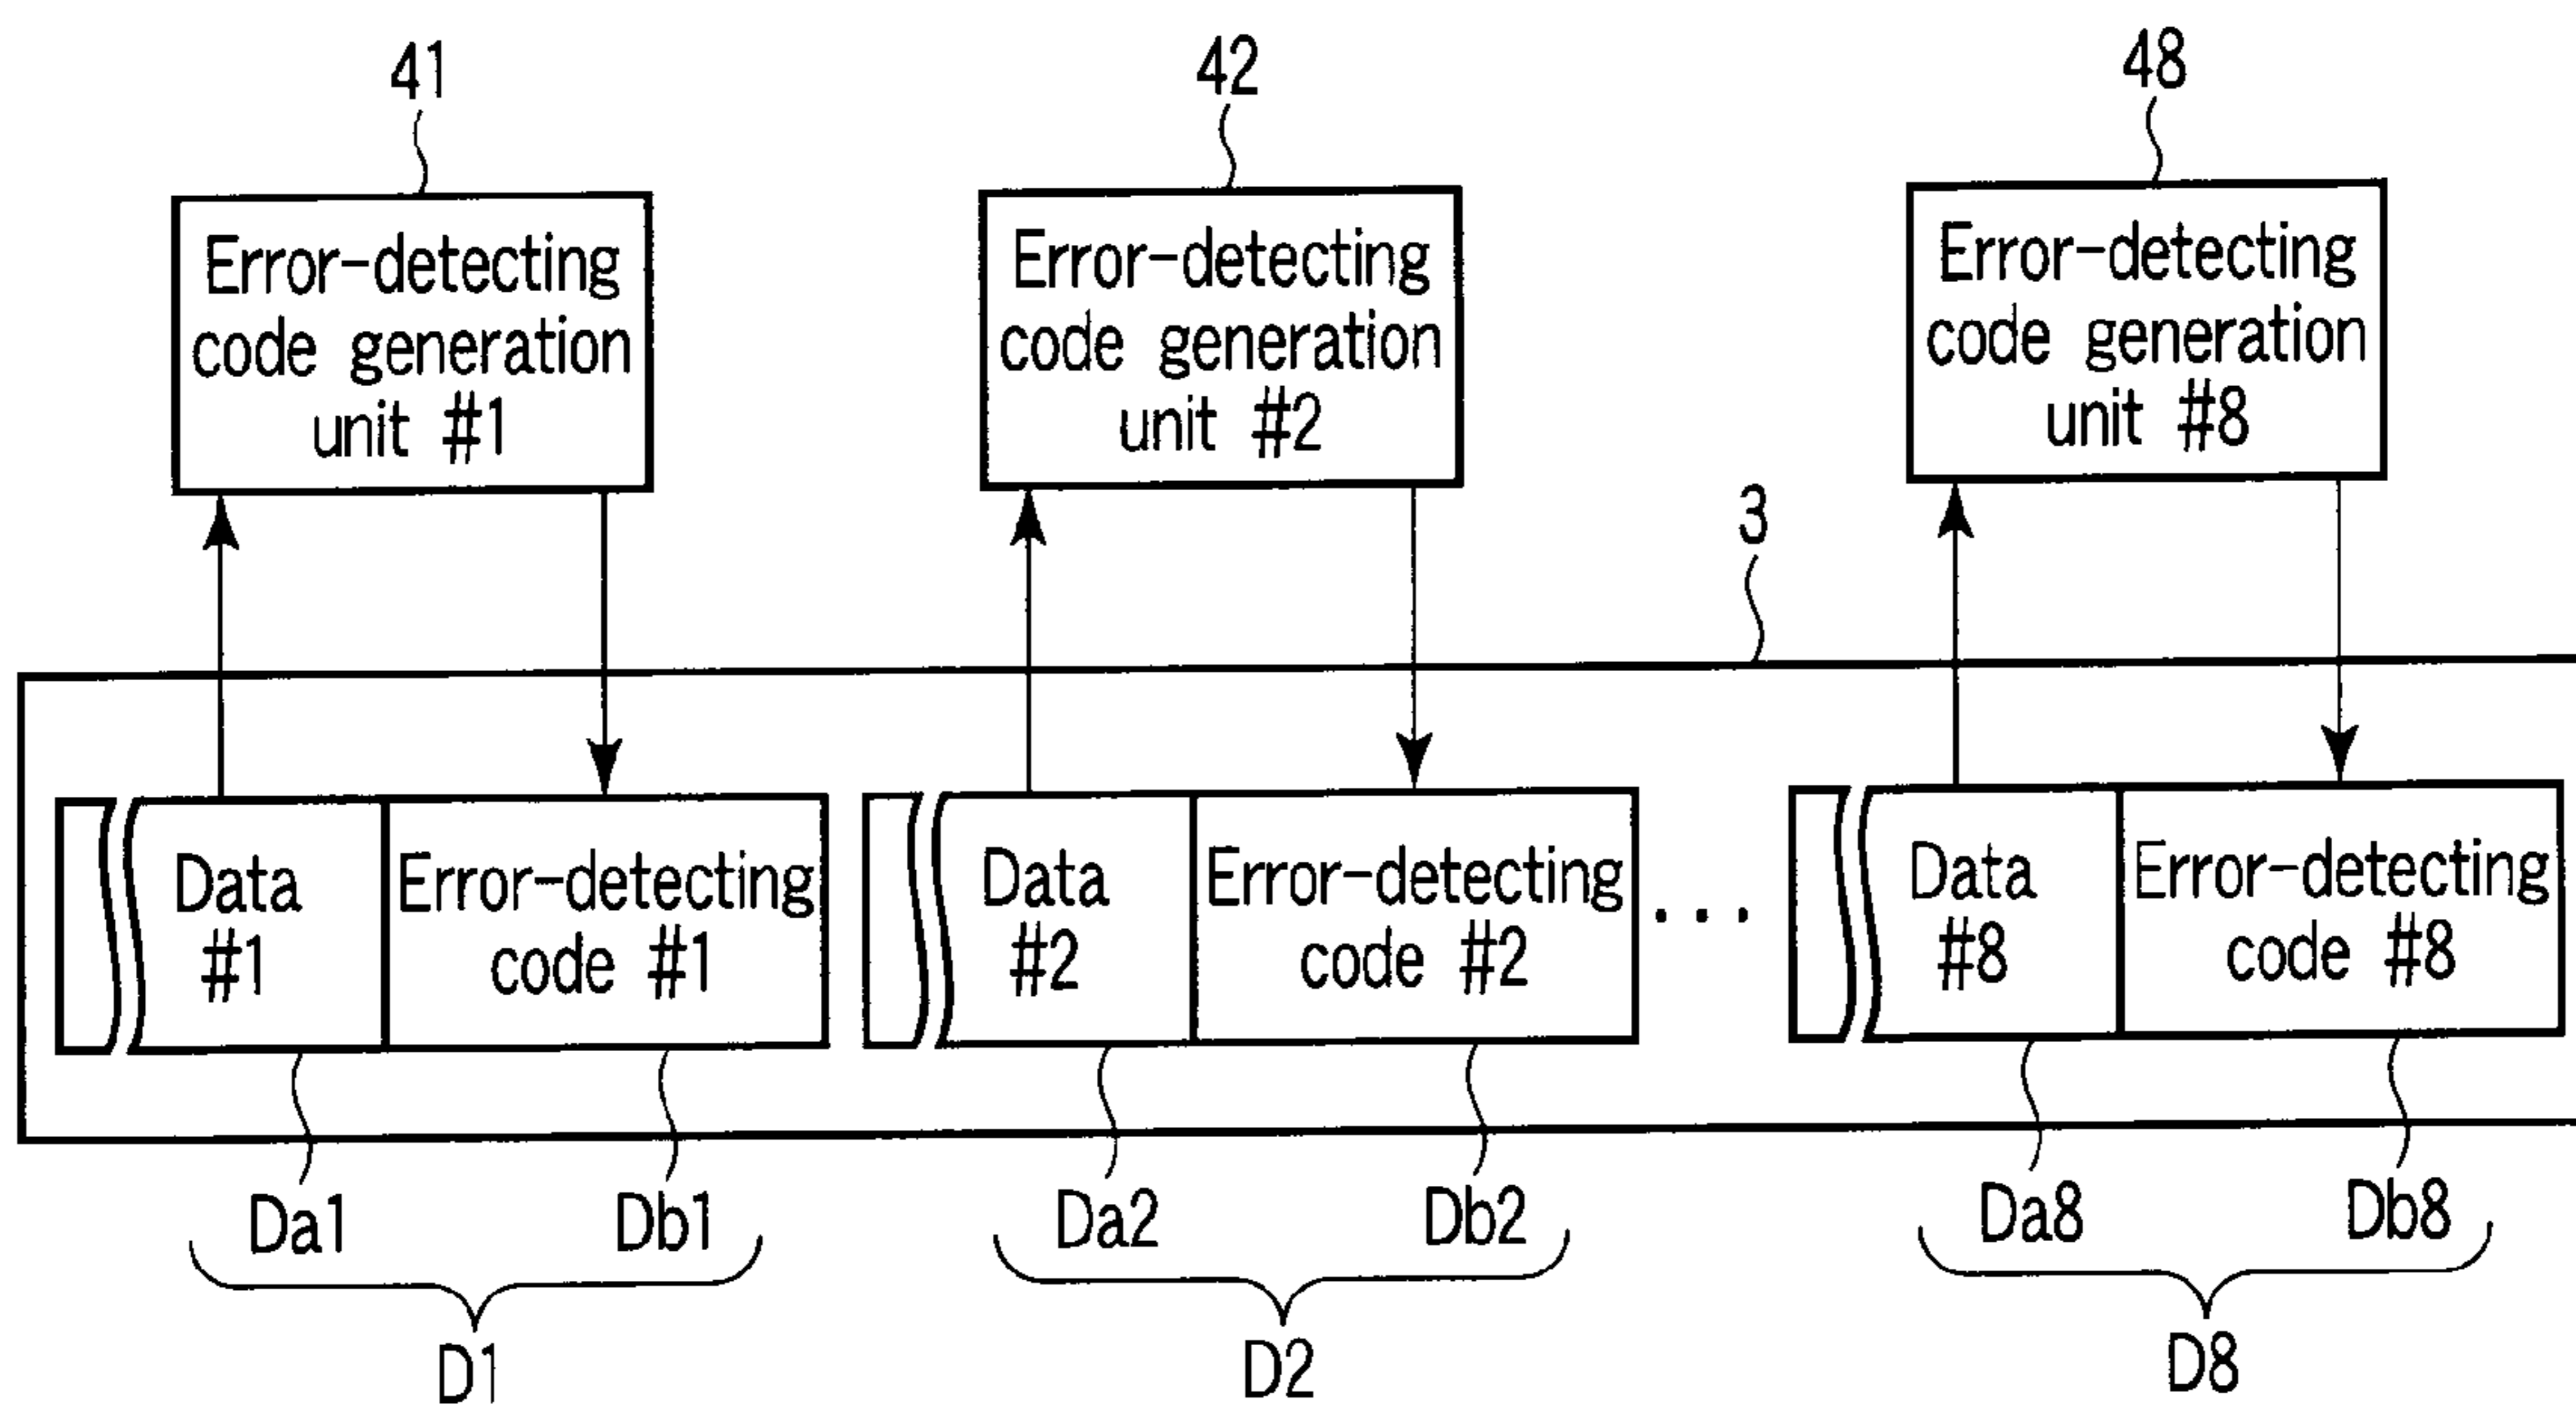 41
42
48
Error-detecting
code generation
unit #1
Error-detecting
code generation
unit #2
Error-detecting
code generation
unit #8
3
Data
#1
Error-detecting
code #1
Data
#2
Error-detecting
code #2
...
Data
#8
Error-detecting
code #8
Da1
Db1
Da2
Db2
Da8
Db8
D1
D2
D8